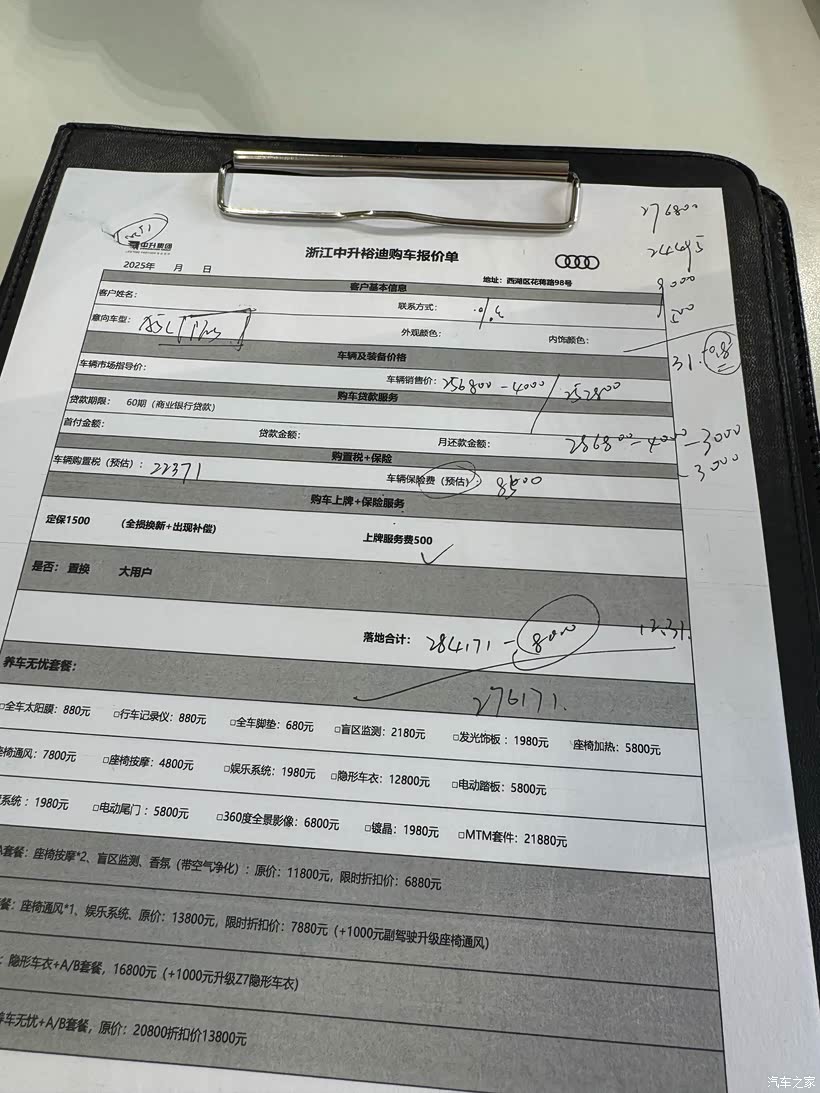 276800
中升集团
浙江中升裕迪购车报价单
24495
2025年 月 日
地址：西湖区花蒋路98号
8000
客户基本信息
500
客户姓名：
联系方式：
意向车型：
外观颜色：
内饰颜色：
31.
0.8
车辆及装备价格
车辆市场指导价：
车辆销售价：256800-4000 / 252800
购车贷款服务
贷款期限： 60期（商业银行贷款）
首付金额：
贷款金额：
月还款金额：
286800-4000-3000
-3000
购置税+保险
车辆购置税（预估）：22371
车辆保险费（预估）：8500
购车上牌+保险服务
定保1500 （全损换新+出现补偿）
上牌服务费500
是否： 置换 大用户
落地合计： 284171-8000
12.31.
养车无忧套餐：
276171.
□全车太阳膜：880元 □行车记录仪：880元 □全车脚垫：680元 □盲区监测：2180元 □发光饰板：1980元 座椅加热：5800元
座椅通风：7800元 □座椅按摩：4800元 □娱乐系统：1980元 □隐形车衣：12800元 □电动踏板：5800元
系统：1980元 □电动尾门：5800元 □360度全景影像：6800元 □镀晶：1980元 □MTM套件：21880元
A套餐：座椅按摩*2、盲区监测、香氛（带空气净化）：原价：11800元，限时折扣价：6880元
餐：座椅通风*1、娱乐系统、原价：13800元，限时折扣价：7880元（+1000元副驾驶升级座椅通风）
：隐形车衣+A/B套餐，16800元（+1000元升级Z7隐形车衣）
养车无忧+A/B套餐，原价：20800折扣价13800元
汽车之家